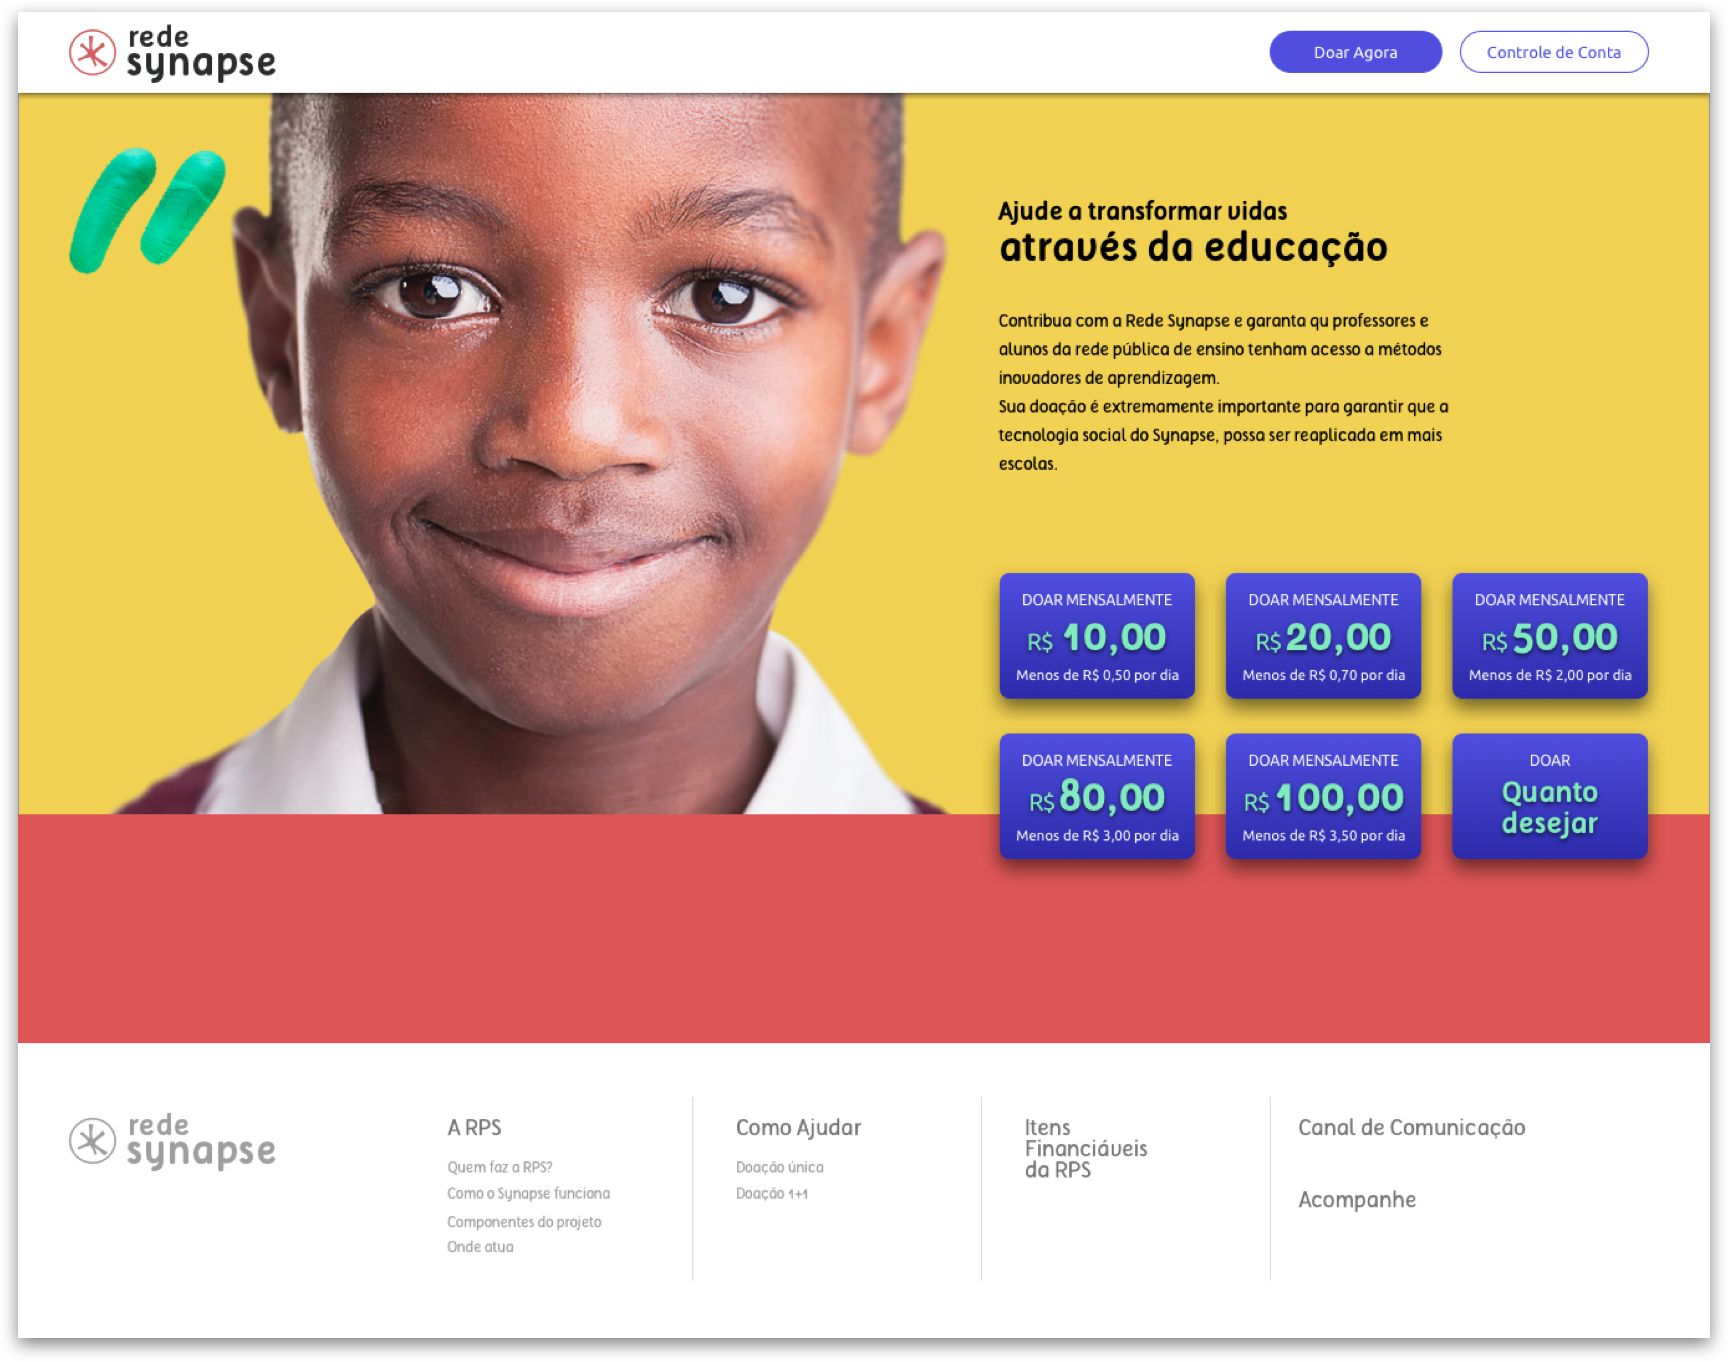 rede
synapse
Doar Agora
Controle de Conta
Ajude a transformar vidas
através da educação
Contribua com a Rede Synapse e garanta qu professores e
alunos da rede pública de ensino tenham acesso a métodos
inovadores de aprendizagem.
Sua doação é extremamente importante para garantir que a
tecnologia social do Synapse, possa ser reaplicada em mais
escolas.
DOAR MENSALMENTE
R$ 10,00
Menos de R$ 0,50 por dia
DOAR MENSALMENTE
R$ 20,00
Menos de R$ 0,70 por dia
DOAR MENSALMENTE
R$ 50,00
Menos de R$ 2,00 por dia
DOAR MENSALMENTE
R$ 80,00
Menos de R$ 3,00 por dia
DOAR MENSALMENTE
R$ 100,00
Menos de R$ 3,50 por dia
DOAR
Quanto
desejar
rede
synapse
A RPS
Quem faz a RPS?
Como o Synapse funciona
Componentes do projeto
Onde atua
Como Ajudar
Doação única
Doação 1+1
Itens
Financiáveis
da RPS
Canal de Comunicação
Acompanhe